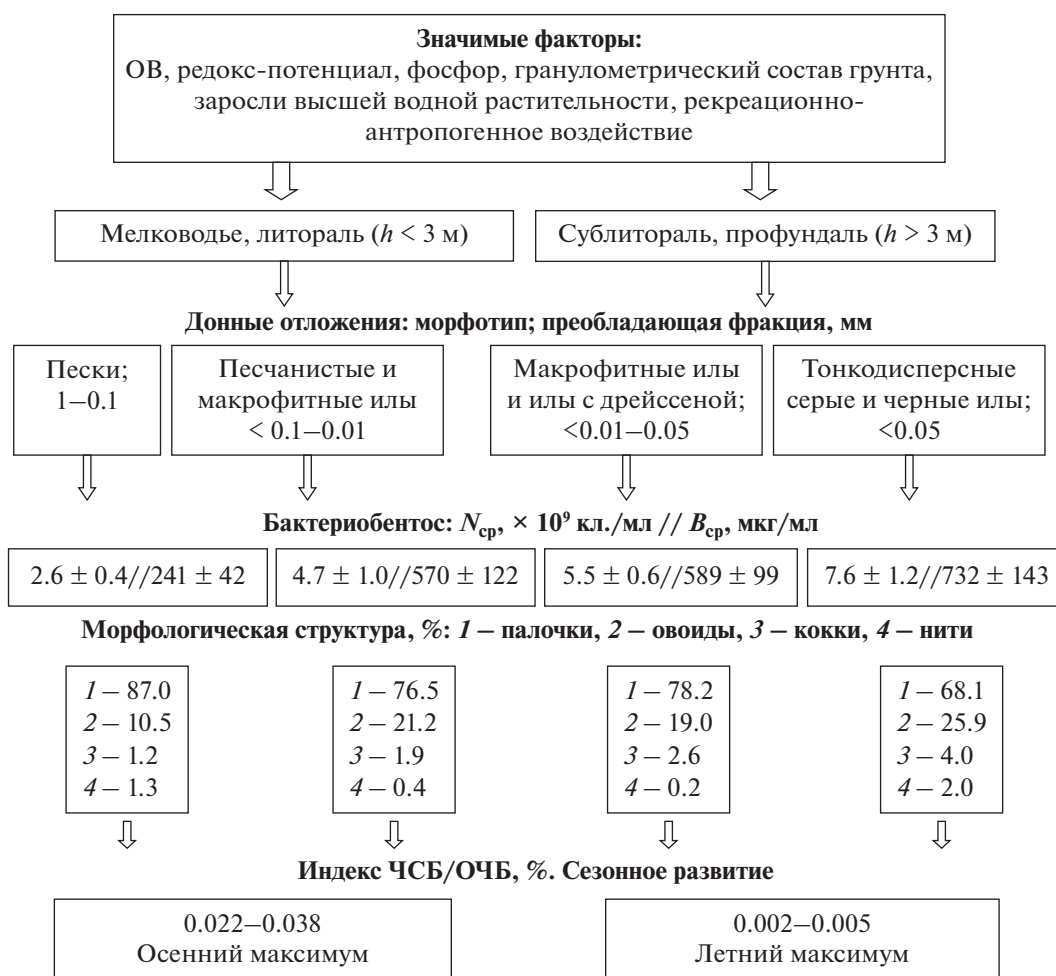 Значимые факторы:
ОВ, редокс-потенциал, фосфор, гранулометрический состав грунта,
заросли высшей водной растительности, рекреационно-
антропогенное воздействие
Мелководье, литораль (h < 3 м)
Сублитораль, профундаль (h > 3 м)
Донные отложения: морфотип; преобладающая фракция, мм
Пески;
1–0.1
Песчанистые и
макрофитные илы
< 0.1–0.01
Макрофитные илы
и илы с дрейссеной;
<0.01–0.05
Тонкодисперсные
серые и черные илы;
<0.05
Бактериобентос: Nср, × 10⁹ кл./мл // Bср, мкг/мл
2.6 ± 0.4//241 ± 42
4.7 ± 1.0//570 ± 122
5.5 ± 0.6//589 ± 99
7.6 ± 1.2//732 ± 143
Морфологическая структура, %: 1 – палочки, 2 – овоиды, 3 – кокки, 4 – нити
1 – 87.0
2 – 10.5
3 – 1.2
4 – 1.3
1 – 76.5
2 – 21.2
3 – 1.9
4 – 0.4
1 – 78.2
2 – 19.0
3 – 2.6
4 – 0.2
1 – 68.1
2 – 25.9
3 – 4.0
4 – 2.0
Индекс ЧСБ/ОЧБ, %. Сезонное развитие
0.022–0.038
Осенний максимум
0.002–0.005
Летний максимум